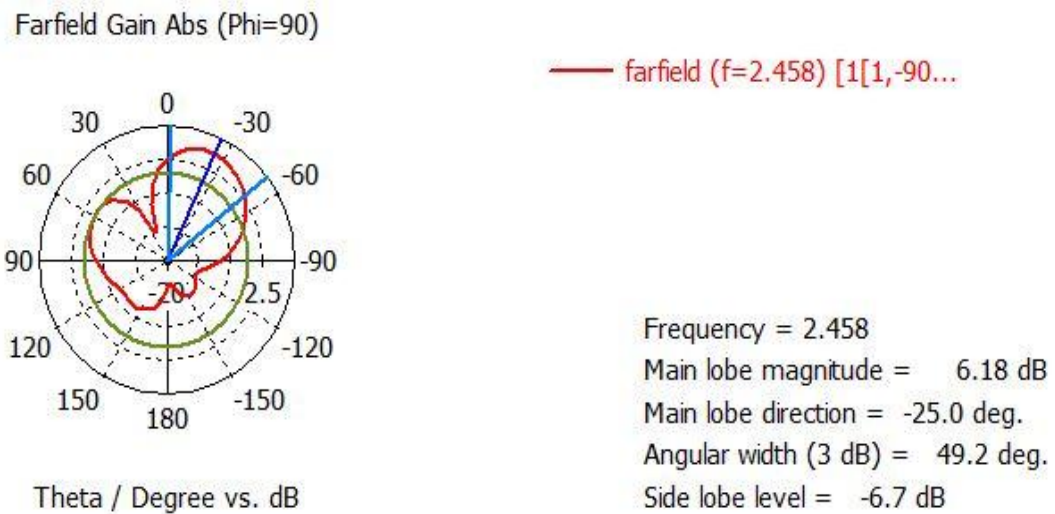 Farfield Gain Abs (Phi=90)
farfield (f=2.458) [1[1,-90...
0
30
-30
60
-60
90
-90
-20
2.5
120
-120
150
-150
180
Frequency = 2.458
Main lobe magnitude = 6.18 dB
Main lobe direction = -25.0 deg.
Angular width (3 dB) = 49.2 deg.
Side lobe level = -6.7 dB
Theta / Degree vs. dB